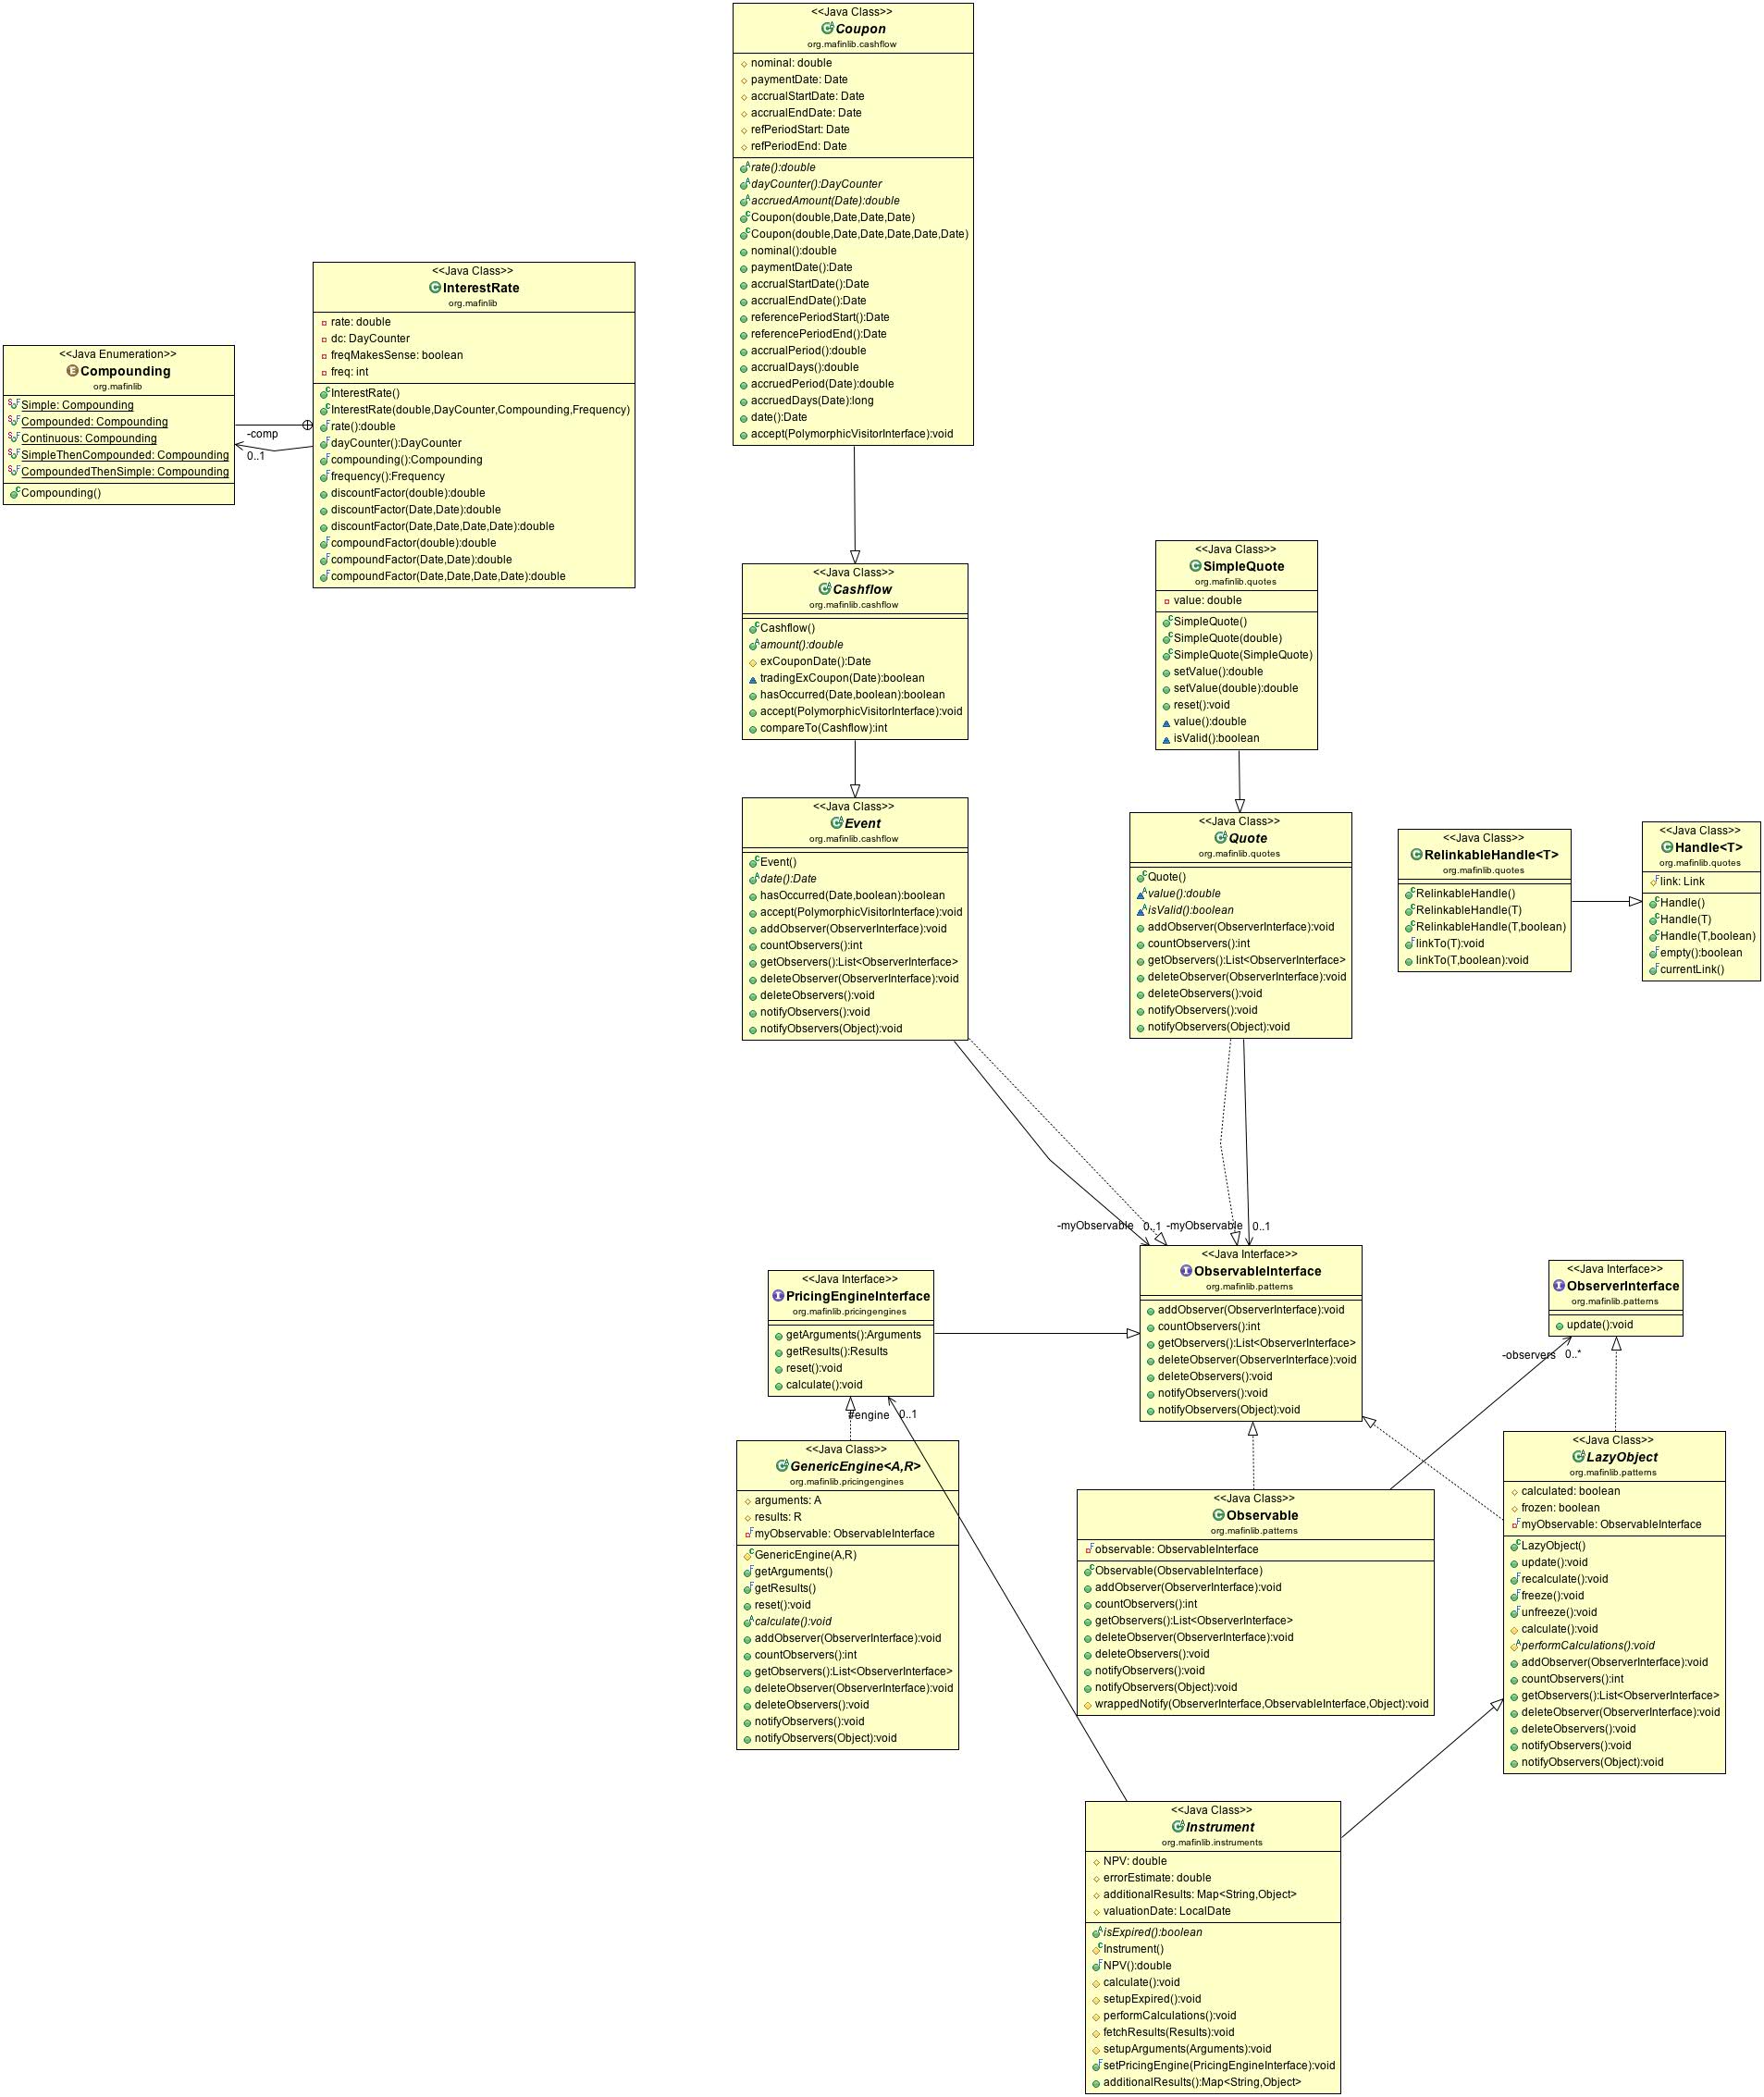 <<Java Class>>
Coupon
org.mafinlib.cashflow
nominal: double
paymentDate: Date
accrualStartDate: Date
accrualEndDate: Date
refPeriodStart: Date
refPeriodEnd: Date
rate():double
dayCounter():DayCounter
accruedAmount(Date):double
Coupon(double,Date,Date,Date)
Coupon(double,Date,Date,Date,Date,Date)
nominal():double
paymentDate():Date
accrualStartDate():Date
accrualEndDate():Date
referencePeriodStart():Date
referencePeriodEnd():Date
accrualPeriod():double
accrualDays():double
accruedPeriod(Date):double
accruedDays(Date):long
date():Date
accept(PolymorphicVisitorInterface):void
<<Java Class>>
InterestRate
org.mafinlib
rate: double
dc: DayCounter
freqMakesSense: boolean
freq: int
InterestRate()
InterestRate(double,DayCounter,Compounding,Frequency)
rate():double
dayCounter():DayCounter
compounding():Compounding
frequency():Frequency
discountFactor(double):double
discountFactor(Date,Date):double
discountFactor(Date,Date,Date,Date):double
compoundFactor(double):double
compoundFactor(Date,Date):double
compoundFactor(Date,Date,Date,Date):double
<<Java Enumeration>>
Compounding
org.mafinlib
Simple: Compounding
Compounded: Compounding
Continuous: Compounding
SimpleThenCompounded: Compounding
CompoundedThenSimple: Compounding
Compounding()
-comp
0..1
<<Java Class>>
Cashflow
org.mafinlib.cashflow
Cashflow()
amount():double
exCouponDate():Date
tradingExCoupon(Date):boolean
hasOccurred(Date,boolean):boolean
accept(PolymorphicVisitorInterface):void
compareTo(Cashflow):int
<<Java Class>>
SimpleQuote
org.mafinlib.quotes
value: double
SimpleQuote()
SimpleQuote(double)
SimpleQuote(SimpleQuote)
setValue():double
setValue(double):double
reset():void
value():double
isValid():boolean
<<Java Class>>
Event
org.mafinlib.cashflow
Event()
date():Date
hasOccurred(Date,boolean):boolean
accept(PolymorphicVisitorInterface):void
addObserver(ObserverInterface):void
countObservers():int
getObservers():List<ObserverInterface>
deleteObserver(ObserverInterface):void
deleteObservers():void
notifyObservers():void
notifyObservers(Object):void
<<Java Class>>
Quote
org.mafinlib.quotes
Quote()
value():double
isValid():boolean
addObserver(ObserverInterface):void
countObservers():int
getObservers():List<ObserverInterface>
deleteObserver(ObserverInterface):void
deleteObservers():void
notifyObservers():void
notifyObservers(Object):void
<<Java Class>>
RelinkableHandle<T>
org.mafinlib.quotes
RelinkableHandle()
RelinkableHandle(T)
RelinkableHandle(T,boolean)
linkTo(T):void
linkTo(T,boolean):void
<<Java Class>>
Handle<T>
org.mafinlib.quotes
link: Link
Handle()
Handle(T)
Handle(T,boolean)
empty():boolean
currentLink()
-myObservable 0..1
-myObservable 0..1
<<Java Interface>>
PricingEngineInterface
org.mafinlib.pricingengines
getArguments():Arguments
getResults():Results
reset():void
calculate():void
<<Java Interface>>
ObservableInterface
org.mafinlib.patterns
addObserver(ObserverInterface):void
countObservers():int
getObservers():List<ObserverInterface>
deleteObserver(ObserverInterface):void
deleteObservers():void
notifyObservers():void
notifyObservers(Object):void
<<Java Interface>>
ObserverInterface
org.mafinlib.patterns
update():void
-observers 0..*
#engine 0..1
<<Java Class>>
GenericEngine<A,R>
org.mafinlib.pricingengines
arguments: A
results: R
myObservable: ObservableInterface
GenericEngine(A,R)
getArguments()
getResults()
reset():void
calculate():void
addObserver(ObserverInterface):void
countObservers():int
getObservers():List<ObserverInterface>
deleteObserver(ObserverInterface):void
deleteObservers():void
notifyObservers():void
notifyObservers(Object):void
<<Java Class>>
Observable
org.mafinlib.patterns
observable: ObservableInterface
Observable(ObservableInterface)
addObserver(ObserverInterface):void
countObservers():int
getObservers():List<ObserverInterface>
deleteObserver(ObserverInterface):void
deleteObservers():void
notifyObservers():void
notifyObservers(Object):void
wrappedNotify(ObserverInterface,ObservableInterface,Object):void
<<Java Class>>
LazyObject
org.mafinlib.patterns
calculated: boolean
frozen: boolean
myObservable: ObservableInterface
LazyObject()
update():void
recalculate():void
freeze():void
unfreeze():void
calculate():void
performCalculations():void
addObserver(ObserverInterface):void
countObservers():int
getObservers():List<ObserverInterface>
deleteObserver(ObserverInterface):void
deleteObservers():void
notifyObservers():void
notifyObservers(Object):void
<<Java Class>>
Instrument
org.mafinlib.instruments
NPV: double
errorEstimate: double
additionalResults: Map<String,Object>
valuationDate: LocalDate
isExpired():boolean
Instrument()
NPV():double
calculate():void
setupExpired():void
performCalculations():void
fetchResults(Results):void
setupArguments(Arguments):void
setPricingEngine(PricingEngineInterface):void
additionalResults():Map<String,Object>